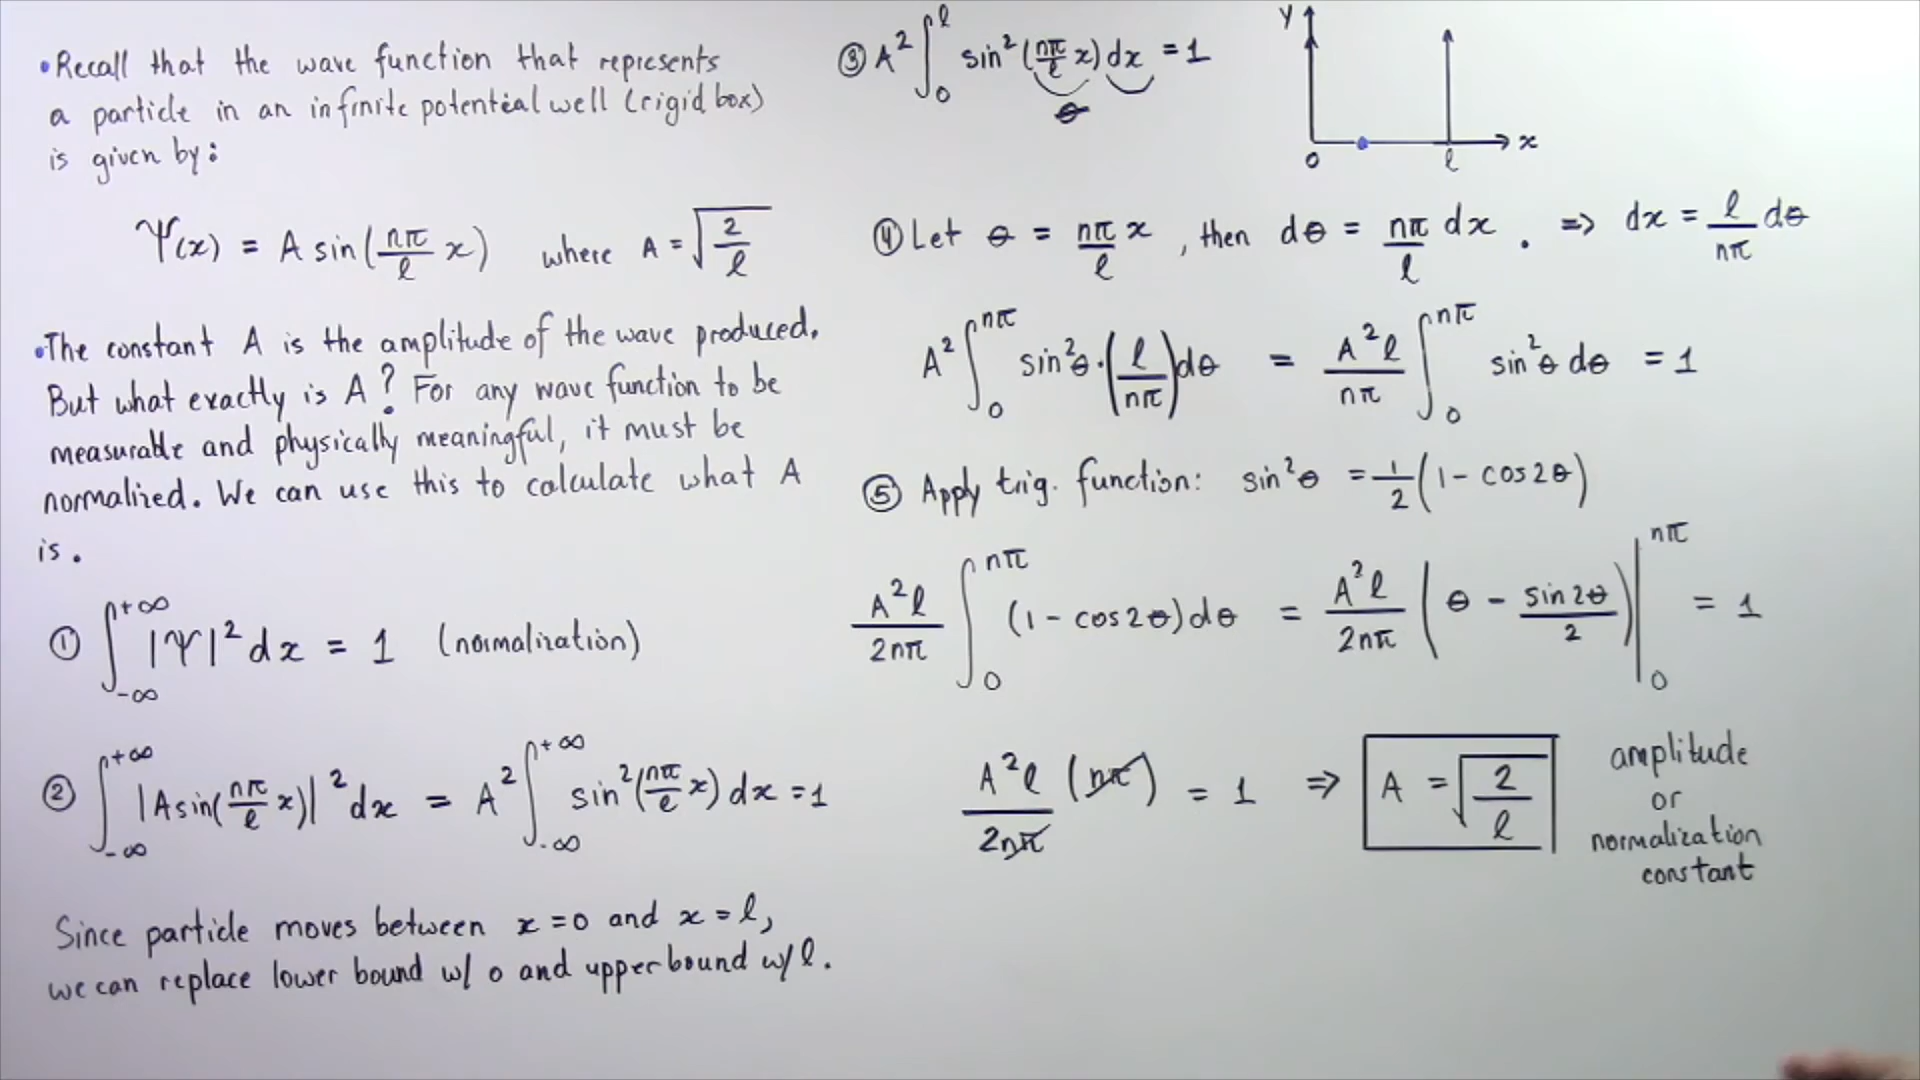 •Recall that the wave function that represents
a particle in an infinite potential well (rigid box)
is given by:
Ψ(x) = A sin(nπ/l x) where A = √(2/l)
•The constant A is the amplitude of the wave produced.
But what exactly is A? For any wave function to be
measurable and physically meaningful, it must be
normalized. We can use this to calculate what A
is.
① ∫_{-∞}^{+∞} |Ψ|² dx = 1 (normalization)
② ∫_{-∞}^{+∞} |A sin(nπ/l x)|² dx = A² ∫_{-∞}^{+∞} sin²(nπ/l x) dx = 1
Since particle moves between x=0 and x=l,
we can replace lower bound w/ 0 and upper bound w/ l.
③ A² ∫_0^l sin²(nπ/l x) dx = 1
θ
y
0 l x
④ Let θ = nπ/l x, then dθ = nπ/l dx. ⇒ dx = l/nπ dθ
A² ∫_0^{nπ} sin²θ·(l/nπ)dθ = A²l/nπ ∫_0^{nπ} sin²θ dθ = 1
⑤ Apply trig. function: sin²θ = 1/2(1 - cos2θ)
A²l/2nπ ∫_0^{nπ} (1 - cos2θ)dθ = A²l/2nπ (θ - sin2θ/2)|_0^{nπ} = 1
A²l/2nπ (nπ) = 1 ⇒ A = √(2/l)
amplitude
or
normalization
constant